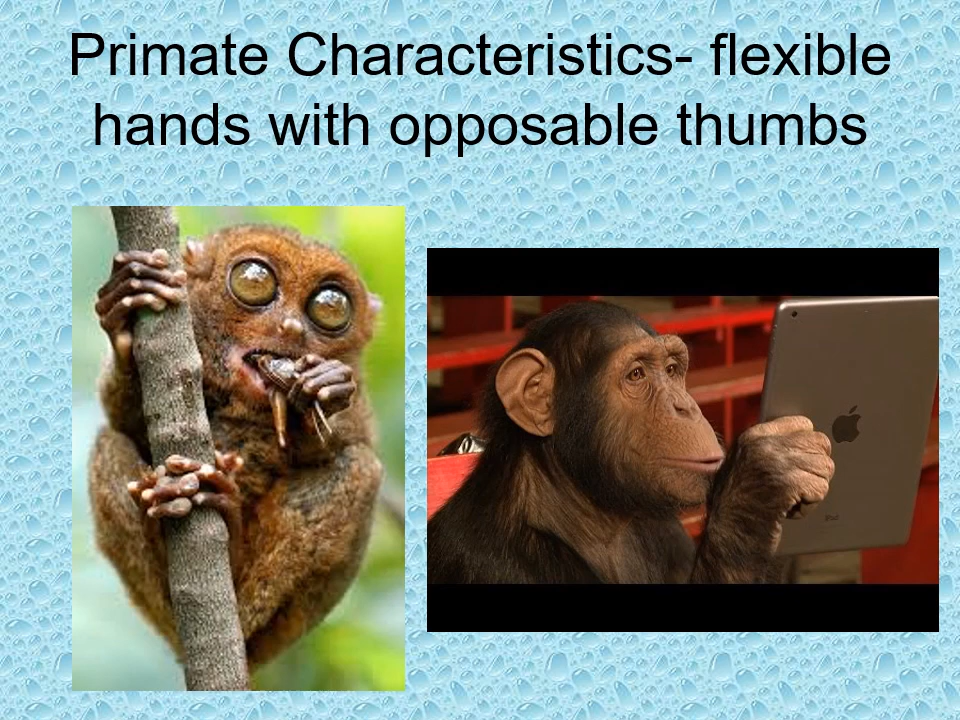 Primate Characteristics- flexible
hands with opposable thumbs